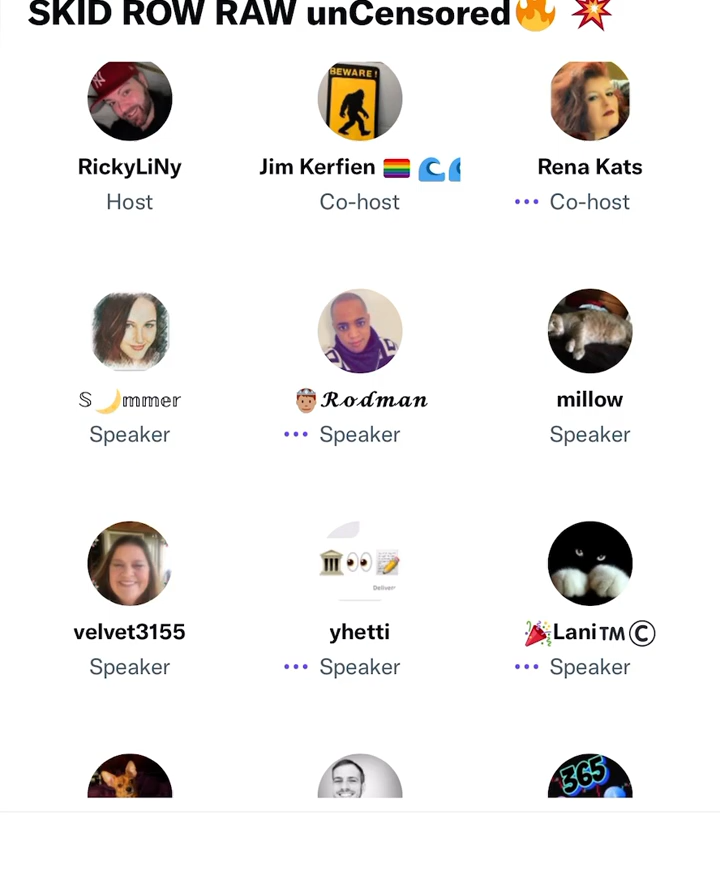 SKID ROW RAW unCensored🔥 💥
BEWARE!
RickyLiNy
Jim Kerfien 🏳️‍🌈 🌊🌊
Rena Kats
Host
Co-host
••• Co-host
𝕊🌙𝕞𝕞𝕖𝕣
🤴🏽𝓡𝓸𝓭𝓶𝓪𝓷
millow
Speaker
••• Speaker
Speaker
Deliver
velvet3155
yhetti
🎉Lani™️©️
Speaker
••• Speaker
••• Speaker
365